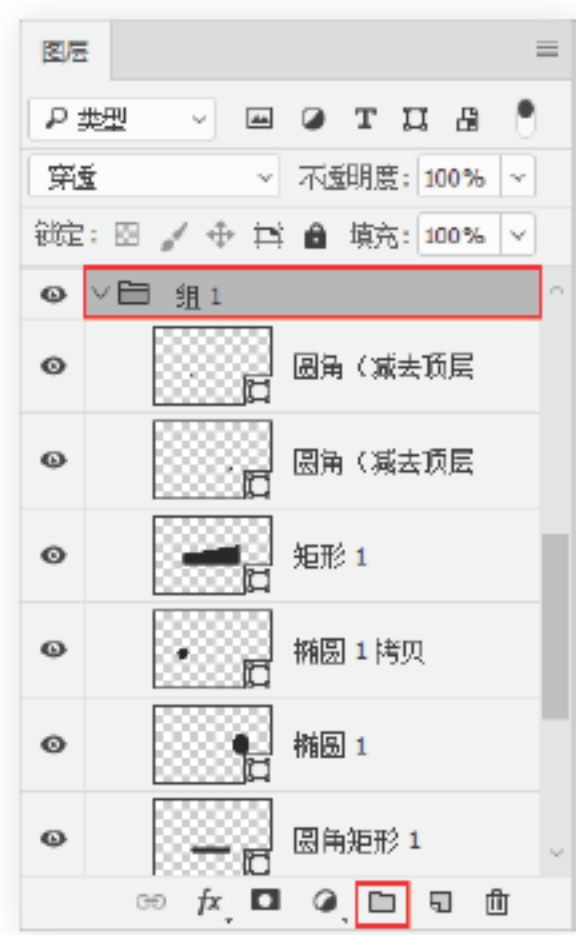 图层
类型
穿透 不透明度: 100%
锁定: 填充: 100%
组 1
圆角（减去顶层
圆角（减去顶层
矩形 1
椭圆 1 拷贝
椭圆 1
圆角矩形 1
fx